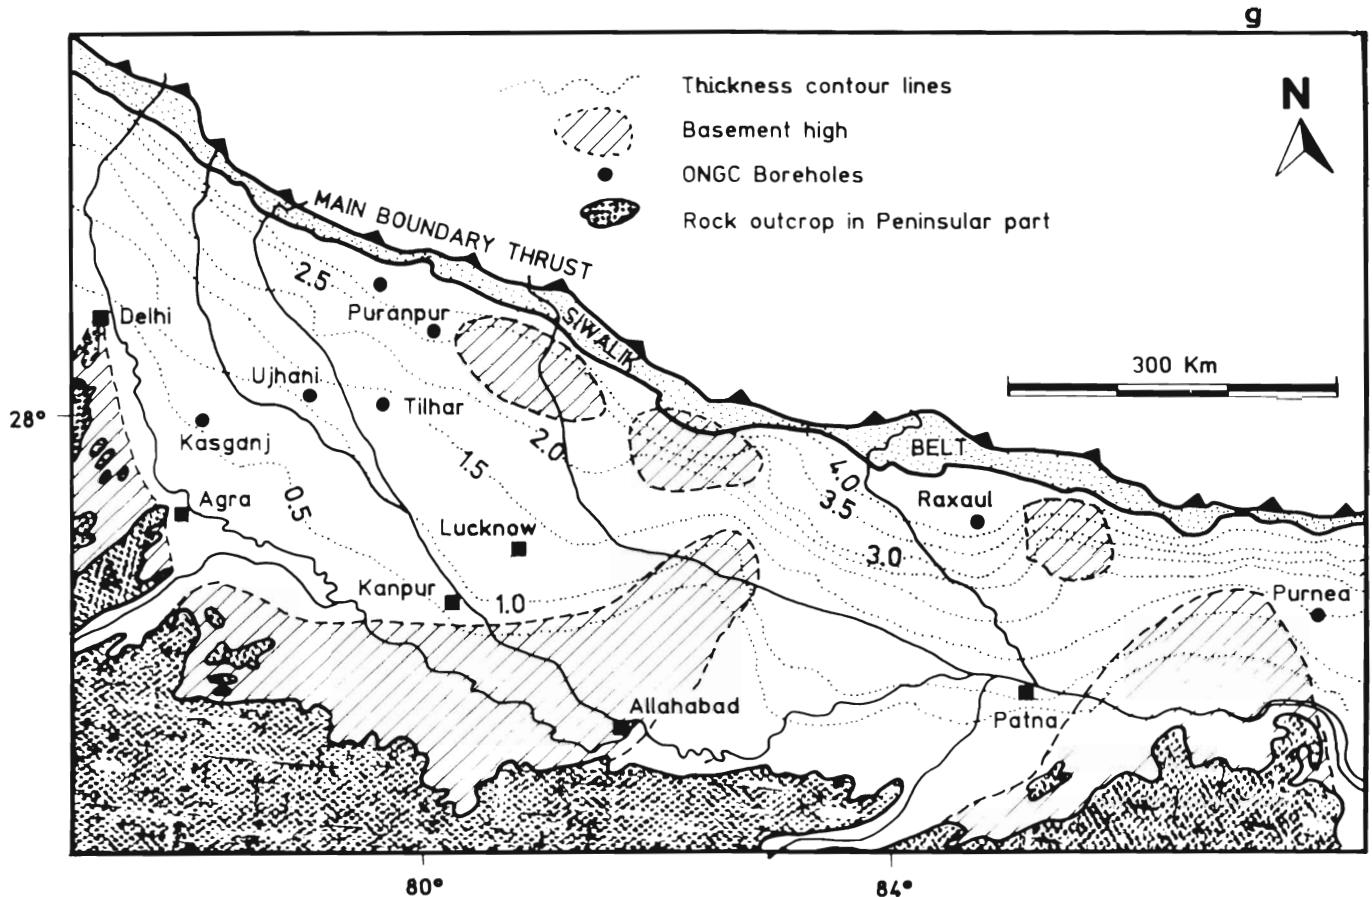 g
Thickness contour lines
N
Basement high
ONGC Boreholes
Rock outcrop in Peninsular part
MAIN BOUNDARY THRUST
2.5
Puranpur
Delhi
SIWALIK
300 Km
Ujhani
Tilhar
28°
Kasganj
2.0
BELT
1.5
4.0
3.5
Raxaul
Agra
0.5
Lucknow
3.0
Kanpur
1.0
Purnea
Allahabad
Patna
80°
84°